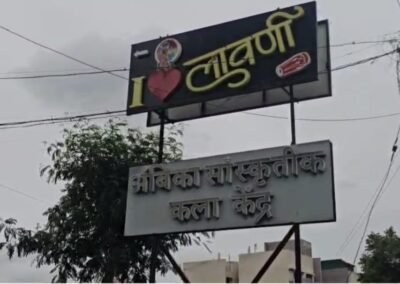 I ❤ लावणी
अंबिका सांस्कृतीक
कला केंद्र